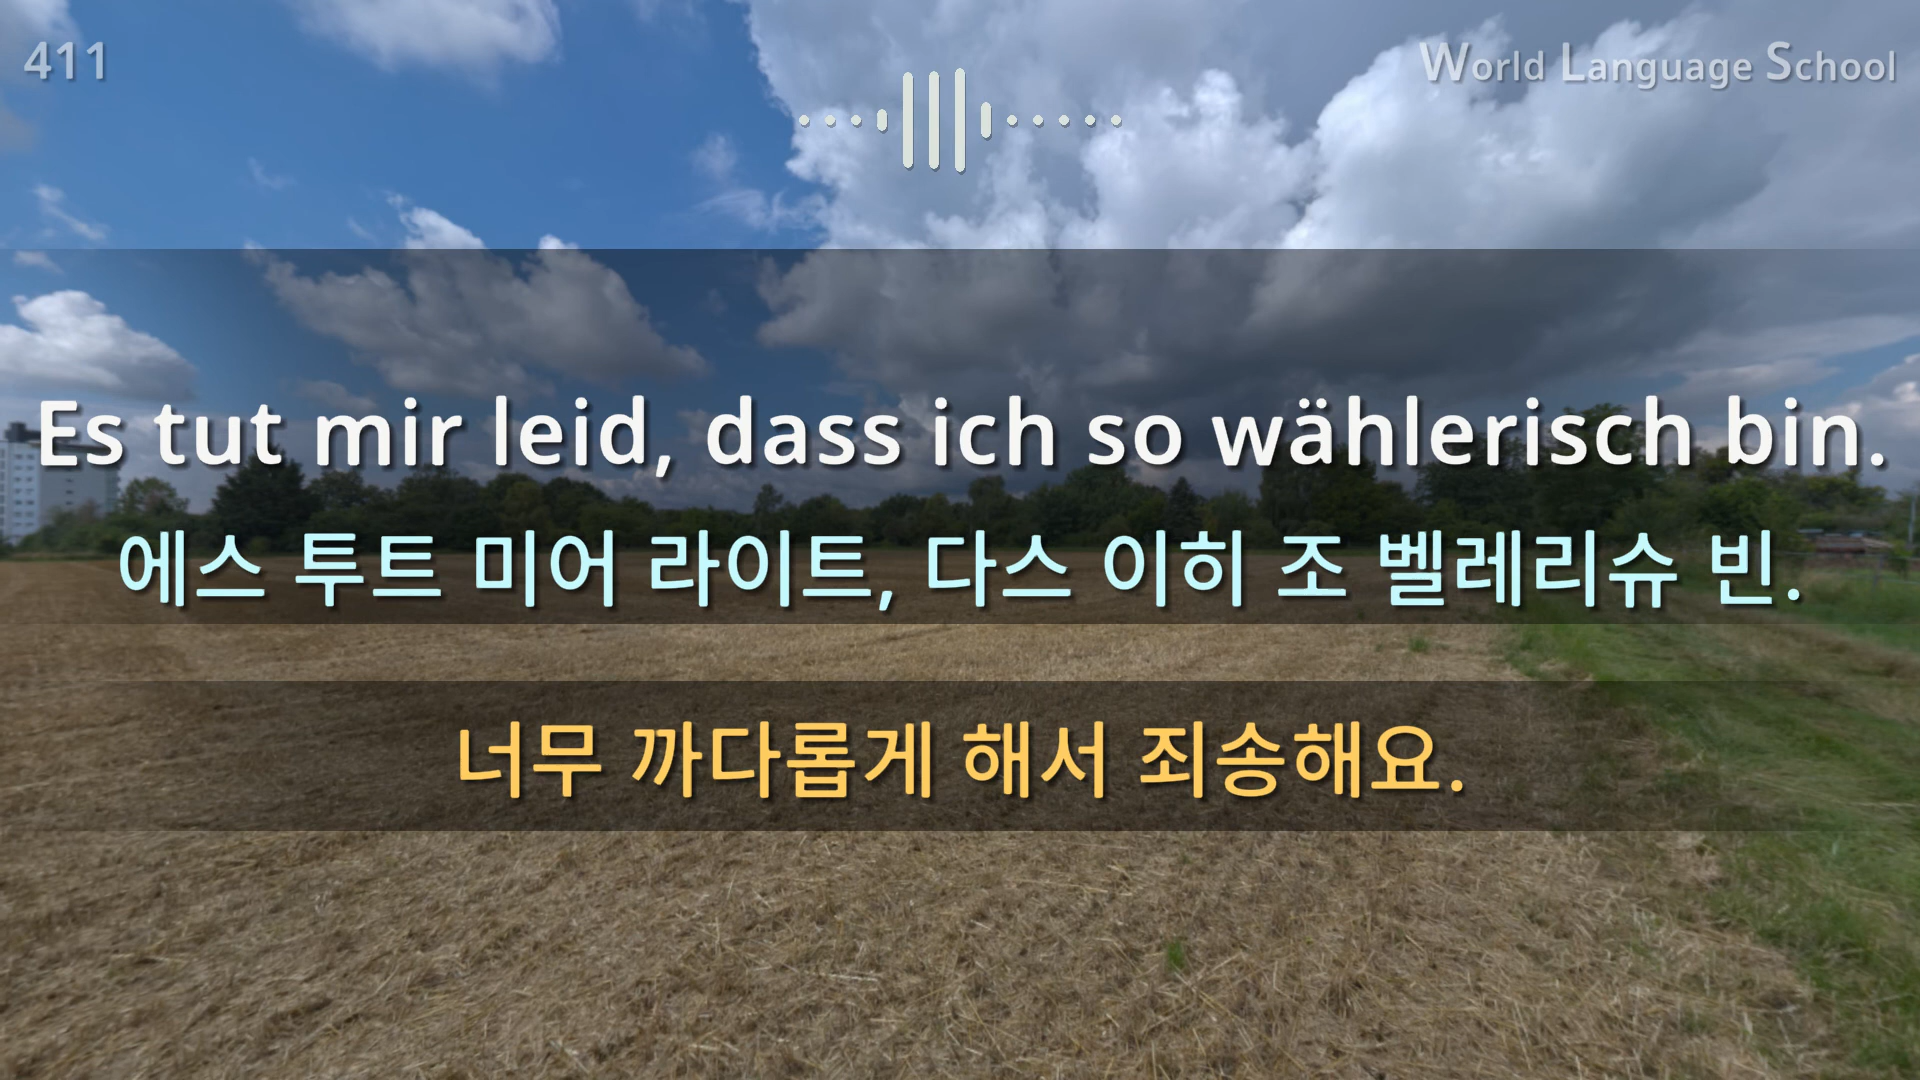 411
World Language School
Es tut mir leid, dass ich so wählerisch bin.
에스 투트 미어 라이트, 다스 이히 조 벨레리슈 빈.
너무 까다롭게 해서 죄송해요.